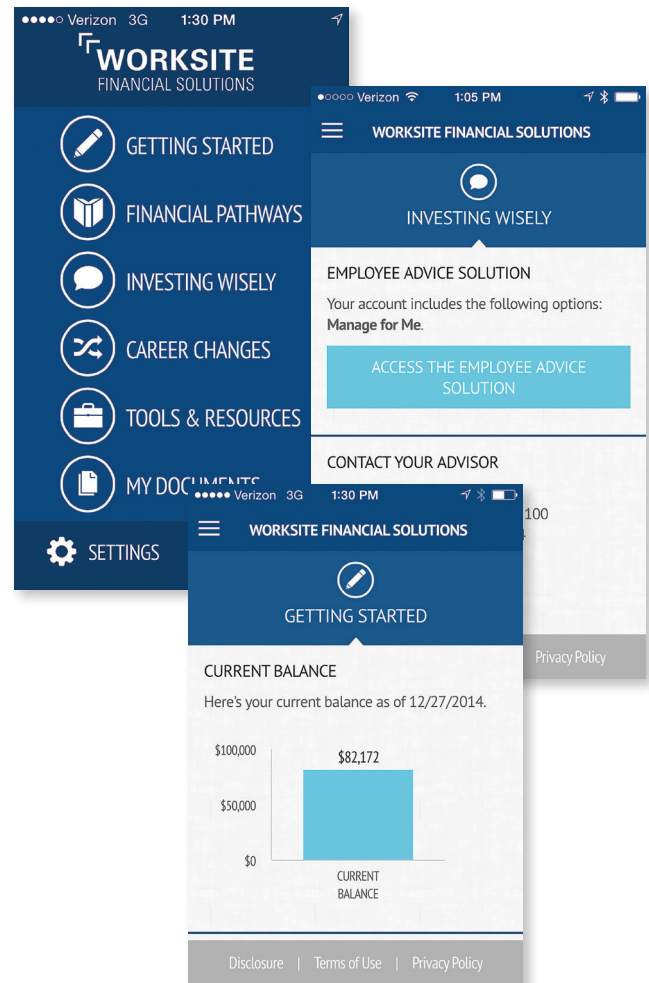 Verizon 3G 1:30 PM
WORKSITE
FINANCIAL SOLUTIONS
GETTING STARTED
FINANCIAL PATHWAYS
INVESTING WISELY
CAREER CHANGES
TOOLS & RESOURCES
MY DOCUMENTS
SETTINGS
Verizon 1:05 PM
WORKSITE FINANCIAL SOLUTIONS
INVESTING WISELY
EMPLOYEE ADVICE SOLUTION
Your account includes the following options:
Manage for Me.
ACCESS THE EMPLOYEE ADVICE
SOLUTION
CONTACT YOUR ADVISOR
100
Privacy Policy
Verizon 3G 1:30 PM
WORKSITE FINANCIAL SOLUTIONS
GETTING STARTED
CURRENT BALANCE
Here's your current balance as of 12/27/2014.
$100,000
$82,172
$50,000
$0
CURRENT
BALANCE
Disclosure | Terms of Use | Privacy Policy